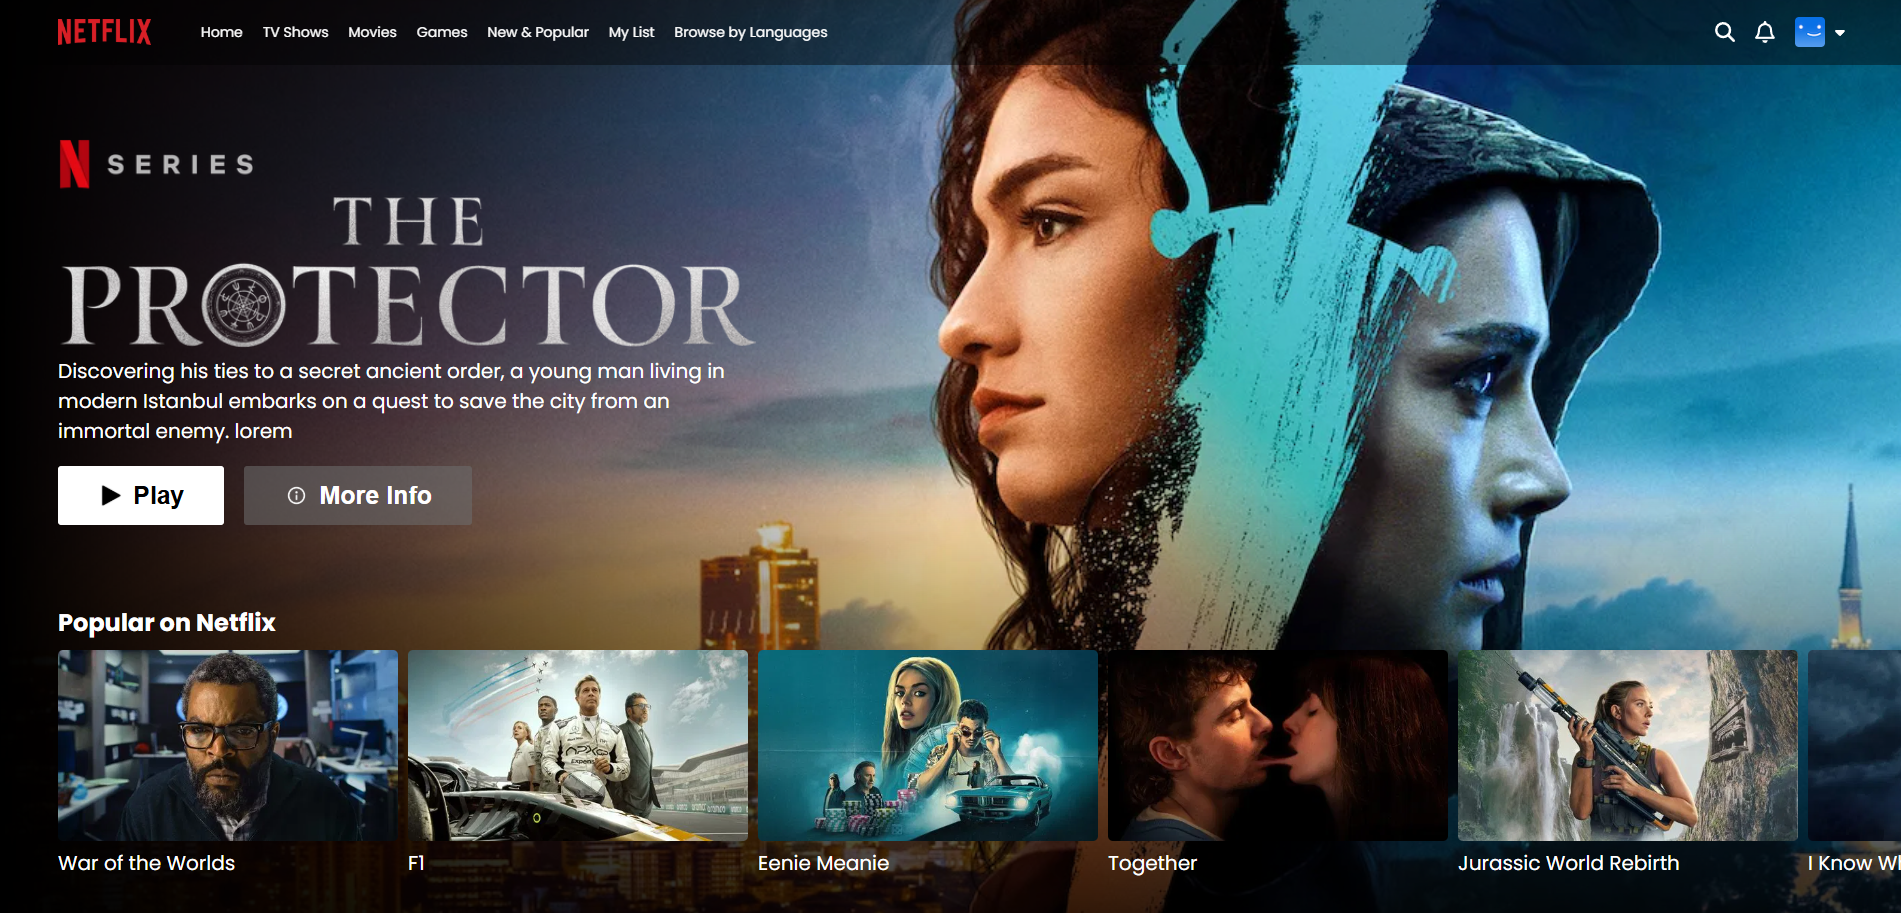 NETFLIX
Home TV Shows Movies Games New & Popular My List Browse by Languages
N SERIES
THE
PROTECTOR
Discovering his ties to a secret ancient order, a young man living in
modern Istanbul embarks on a quest to save the city from an
immortal enemy. lorem
Play More Info
Popular on Netflix
War of the Worlds F1 Eenie Meanie Together Jurassic World Rebirth I Know